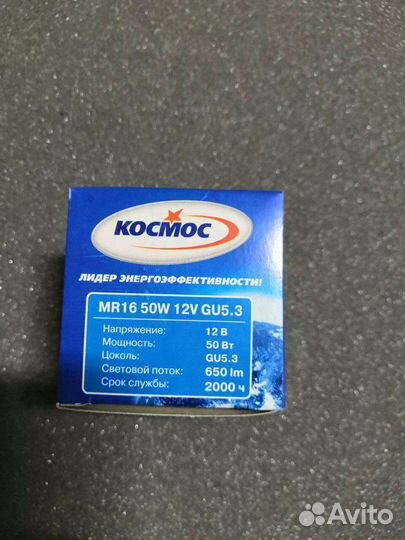 КОСМОС
ЛИДЕР ЭНЕРГОЭФФЕКТИВНОСТИ!
MR16 50W 12V GU5.3
Напряжение: 12 В
Мощность: 50 Вт
Цоколь: GU5.3
Световой поток: 650 lm
Срок службы: 2000 ч
Avito